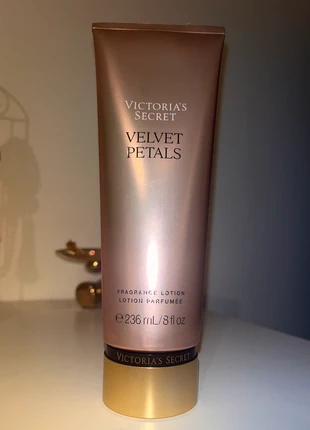 VICTORIA'S
SECRET
VELVET
PETALS
FRAGRANCE LOTION
LOTION PARFUMÉE
℮ 236 mL/8 fl oz
VICTORIA'S SECRET